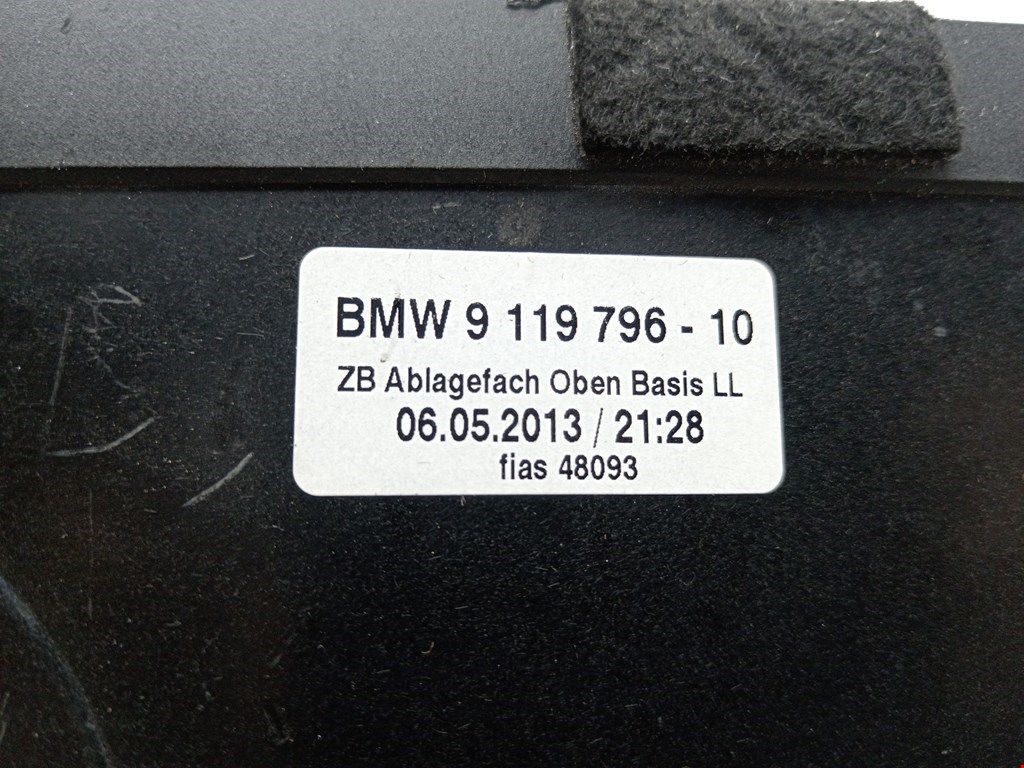 BMW 9 119 796 - 10
ZB Ablagefach Oben Basis LL
06.05.2013 / 21:28
fias 48093